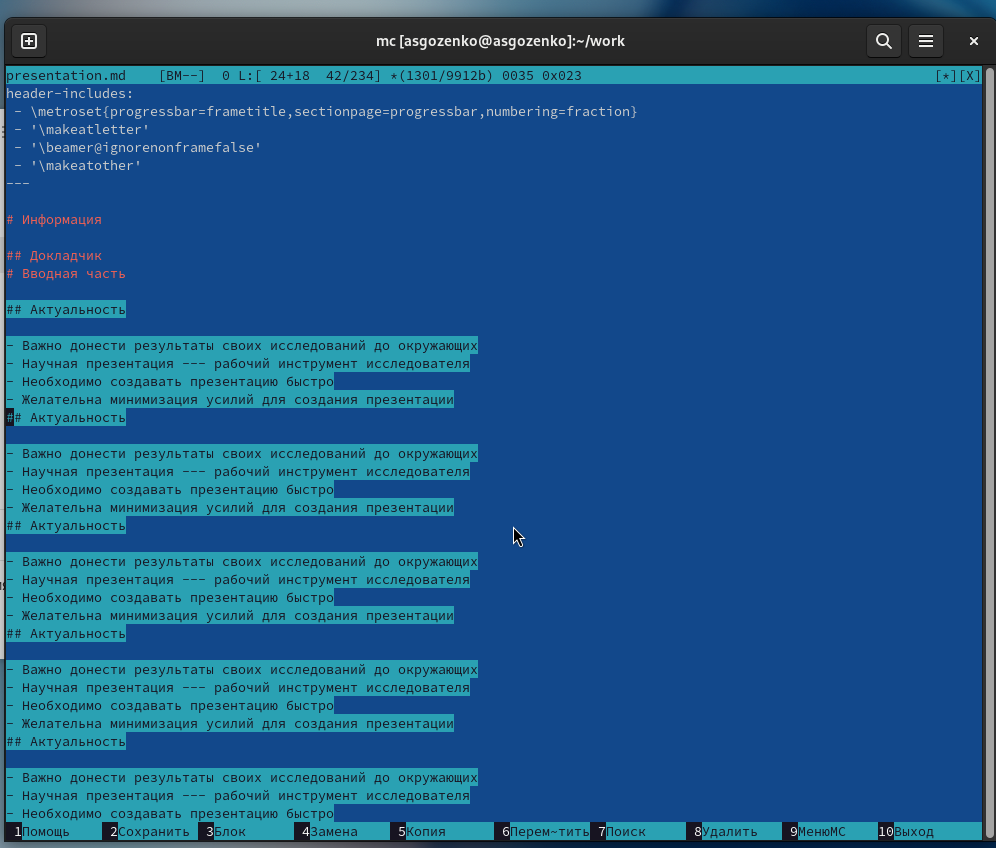 mc [asgozenko@asgozenko]:~/work
presentation.md [BM--] 0 L:[ 24+18 42/234] *(1301/9912b) 0035 0x023 [*][X]
header-includes:
- \metroset{progressbar=frametitle,sectionpage=progressbar,numbering=fraction}
- '\makeatletter'
- '\beamer@ignorenonframefalse'
- '\makeatother'
---
# Информация
## Докладчик
# Вводная часть
## Актуальность
- Важно донести результаты своих исследований до окружающих
- Научная презентация --- рабочий инструмент исследователя
- Необходимо создавать презентацию быстро
- Желательна минимизация усилий для создания презентации
## Актуальность
- Важно донести результаты своих исследований до окружающих
- Научная презентация --- рабочий инструмент исследователя
- Необходимо создавать презентацию быстро
- Желательна минимизация усилий для создания презентации
## Актуальность
- Важно донести результаты своих исследований до окружающих
- Научная презентация --- рабочий инструмент исследователя
- Необходимо создавать презентацию быстро
- Желательна минимизация усилий для создания презентации
## Актуальность
- Важно донести результаты своих исследований до окружающих
- Научная презентация --- рабочий инструмент исследователя
- Необходимо создавать презентацию быстро
- Желательна минимизация усилий для создания презентации
## Актуальность
- Важно донести результаты своих исследований до окружающих
- Научная презентация --- рабочий инструмент исследователя
- Необходимо создавать презентацию быстро
1Помощь 2Сохранить 3Блок 4Замена 5Копия 6Перем~тить 7Поиск 8Удалить 9МенюMC 10Выход